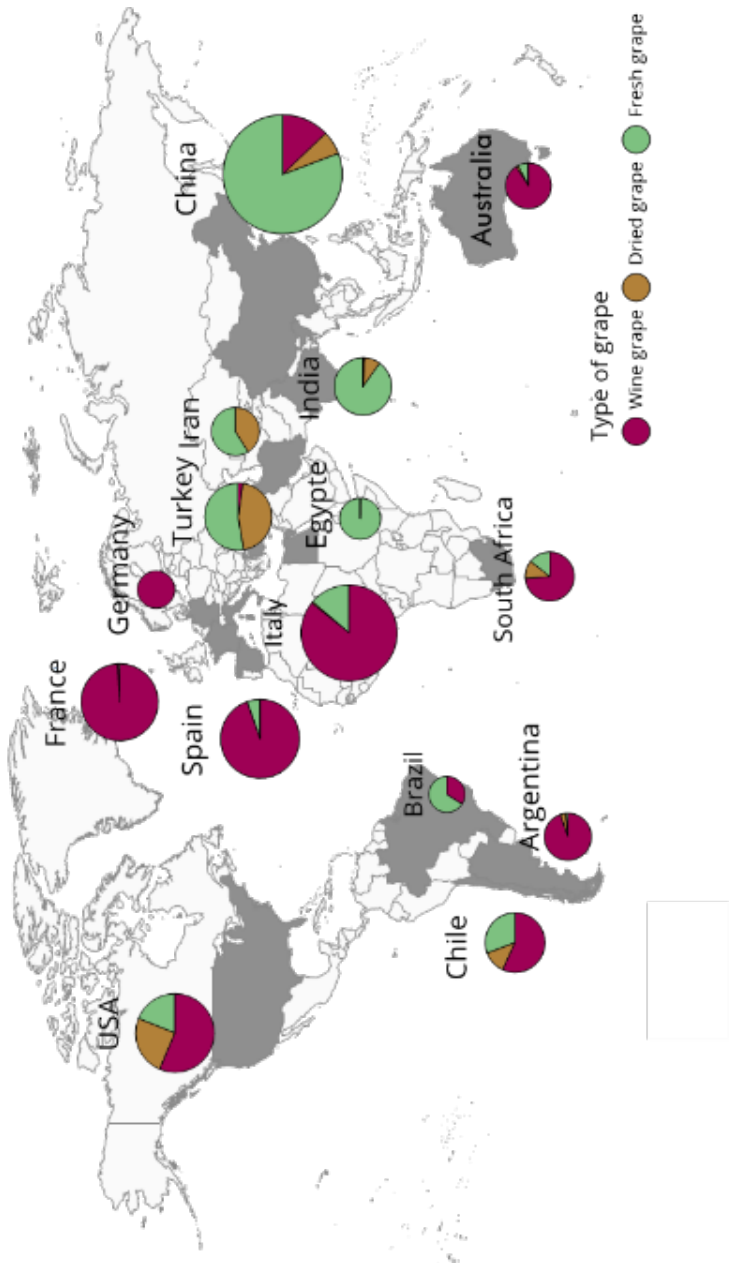 France
Germany
USA
Spain
Turkey
Iran
China
Italy
Egypte
India
Brazil
Chile
Argentina
South Africa
Australia
Type of grape
Wine grape
Dried grape
Fresh grape